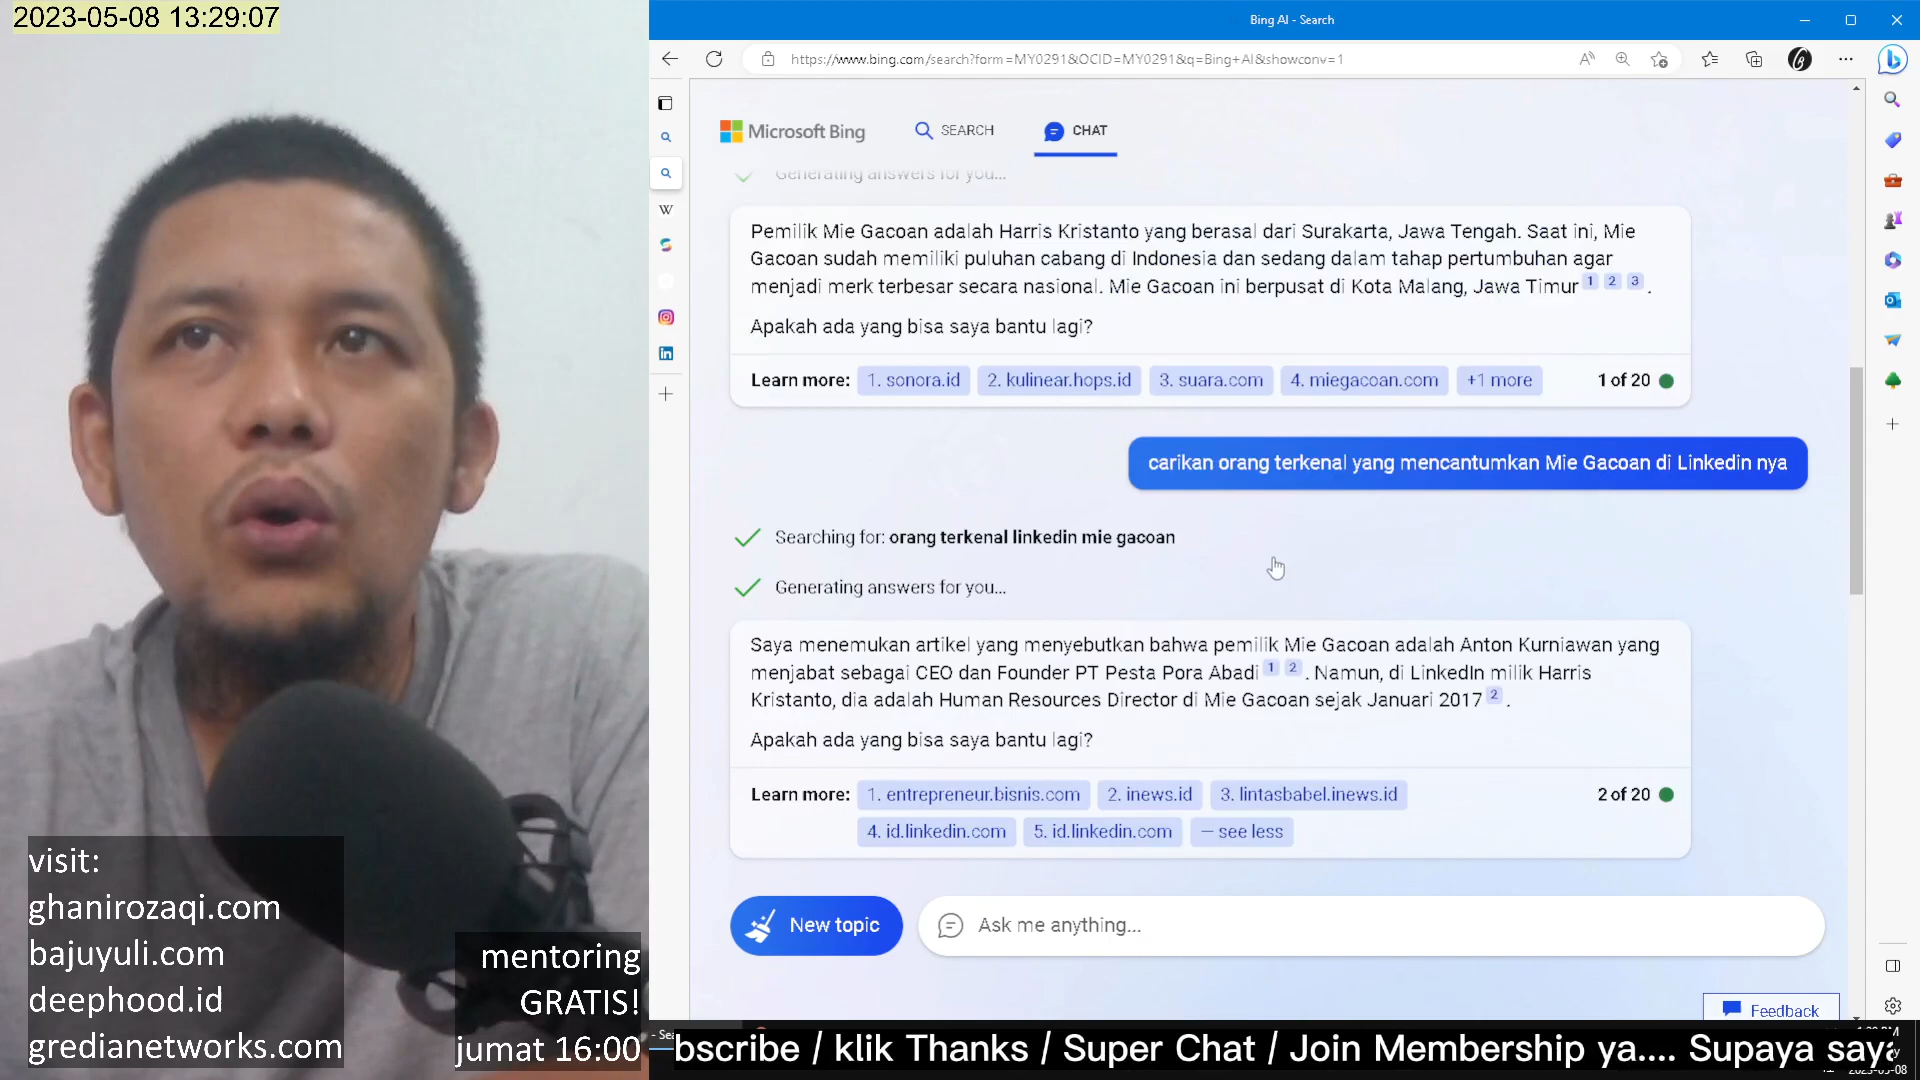 2023-05-08 13:29:07
Bing AI - Search
https://www.bing.com/search?form=MY0291&OCID=MY0291&q=Bing+AI&showconv=1
Microsoft Bing
SEARCH
CHAT
Generating answers for you...
Pemilik Mie Gacoan adalah Harris Kristanto yang berasal dari Surakarta, Jawa Tengah. Saat ini, Mie
Gacoan sudah memiliki puluhan cabang di Indonesia dan sedang dalam tahap pertumbuhan agar
menjadi merk terbesar secara nasional. Mie Gacoan ini berpusat di Kota Malang, Jawa Timur 1 2 3 .
Apakah ada yang bisa saya bantu lagi?
Learn more: 1. sonora.id 2. kulinear.hops.id 3. suara.com 4. miegacoan.com +1 more 1 of 20
carikan orang terkenal yang mencantumkan Mie Gacoan di Linkedin nya
Searching for: orang terkenal linkedin mie gacoan
Generating answers for you...
Saya menemukan artikel yang menyebutkan bahwa pemilik Mie Gacoan adalah Anton Kurniawan yang
menjabat sebagai CEO dan Founder PT Pesta Pora Abadi 1 2 . Namun, di LinkedIn milik Harris
Kristanto, dia adalah Human Resources Director di Mie Gacoan sejak Januari 2017 2 .
Apakah ada yang bisa saya bantu lagi?
Learn more: 1. entrepreneur.bisnis.com 2. inews.id 3. lintasbabel.inews.id 2 of 20
4. id.linkedin.com 5. id.linkedin.com — see less
New topic
Ask me anything...
Feedback
visit:
ghanirozaqi.com
bajuyuli.com
deephood.id
gredianetworks.com
mentoring
GRATIS!
jumat 16:00
bscribe / klik Thanks / Super Chat / Join Membership ya.... Supaya saya